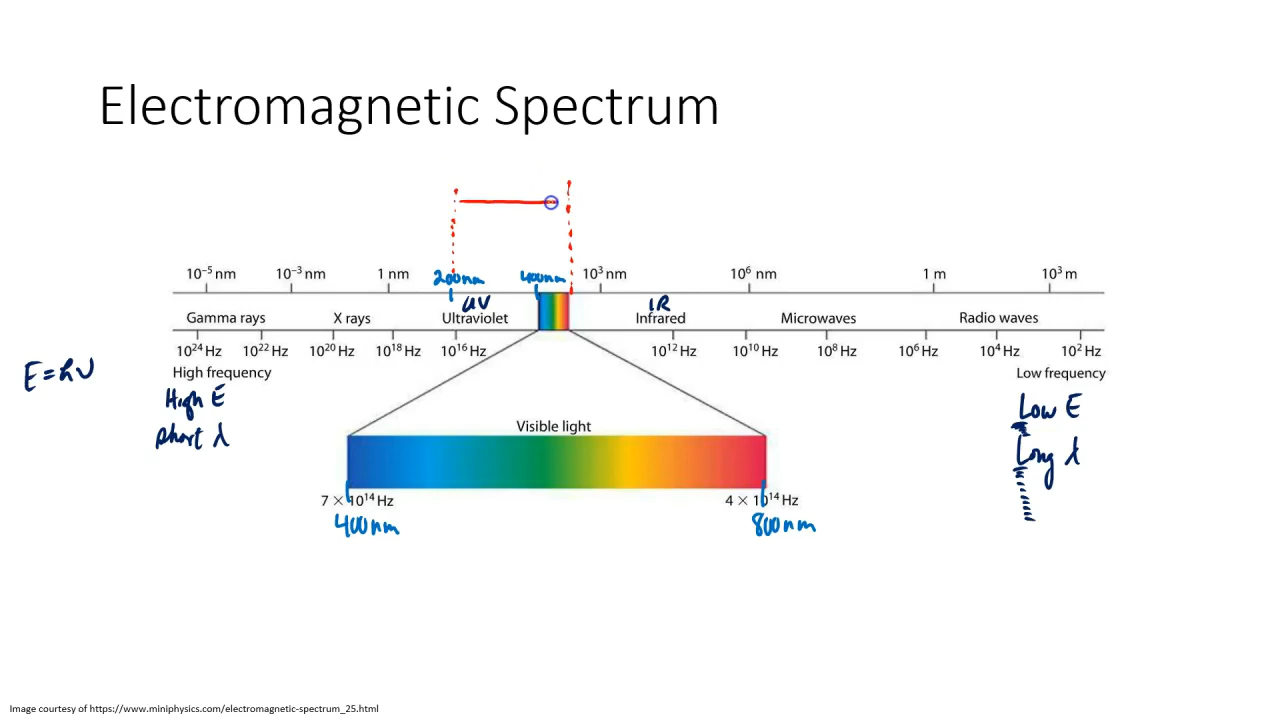 Electromagnetic Spectrum
10⁻⁵ nm 10⁻³ nm 1 nm 200nm 400nm 10³ nm 10⁶ nm 1 m 10³ m
UV IR
Gamma rays X rays Ultraviolet Infrared Microwaves Radio waves
10²⁴ Hz 10²² Hz 10²⁰ Hz 10¹⁸ Hz 10¹⁶ Hz 10¹² Hz 10¹⁰ Hz 10⁸ Hz 10⁶ Hz 10⁴ Hz 10² Hz
E=hν High frequency Low frequency
High E Low E
short λ Long λ
Visible light
7 × 10¹⁴ Hz 4 × 10¹⁴ Hz
400nm 800nm
Image courtesy of https://www.miniphysics.com/electromagnetic-spectrum_25.html